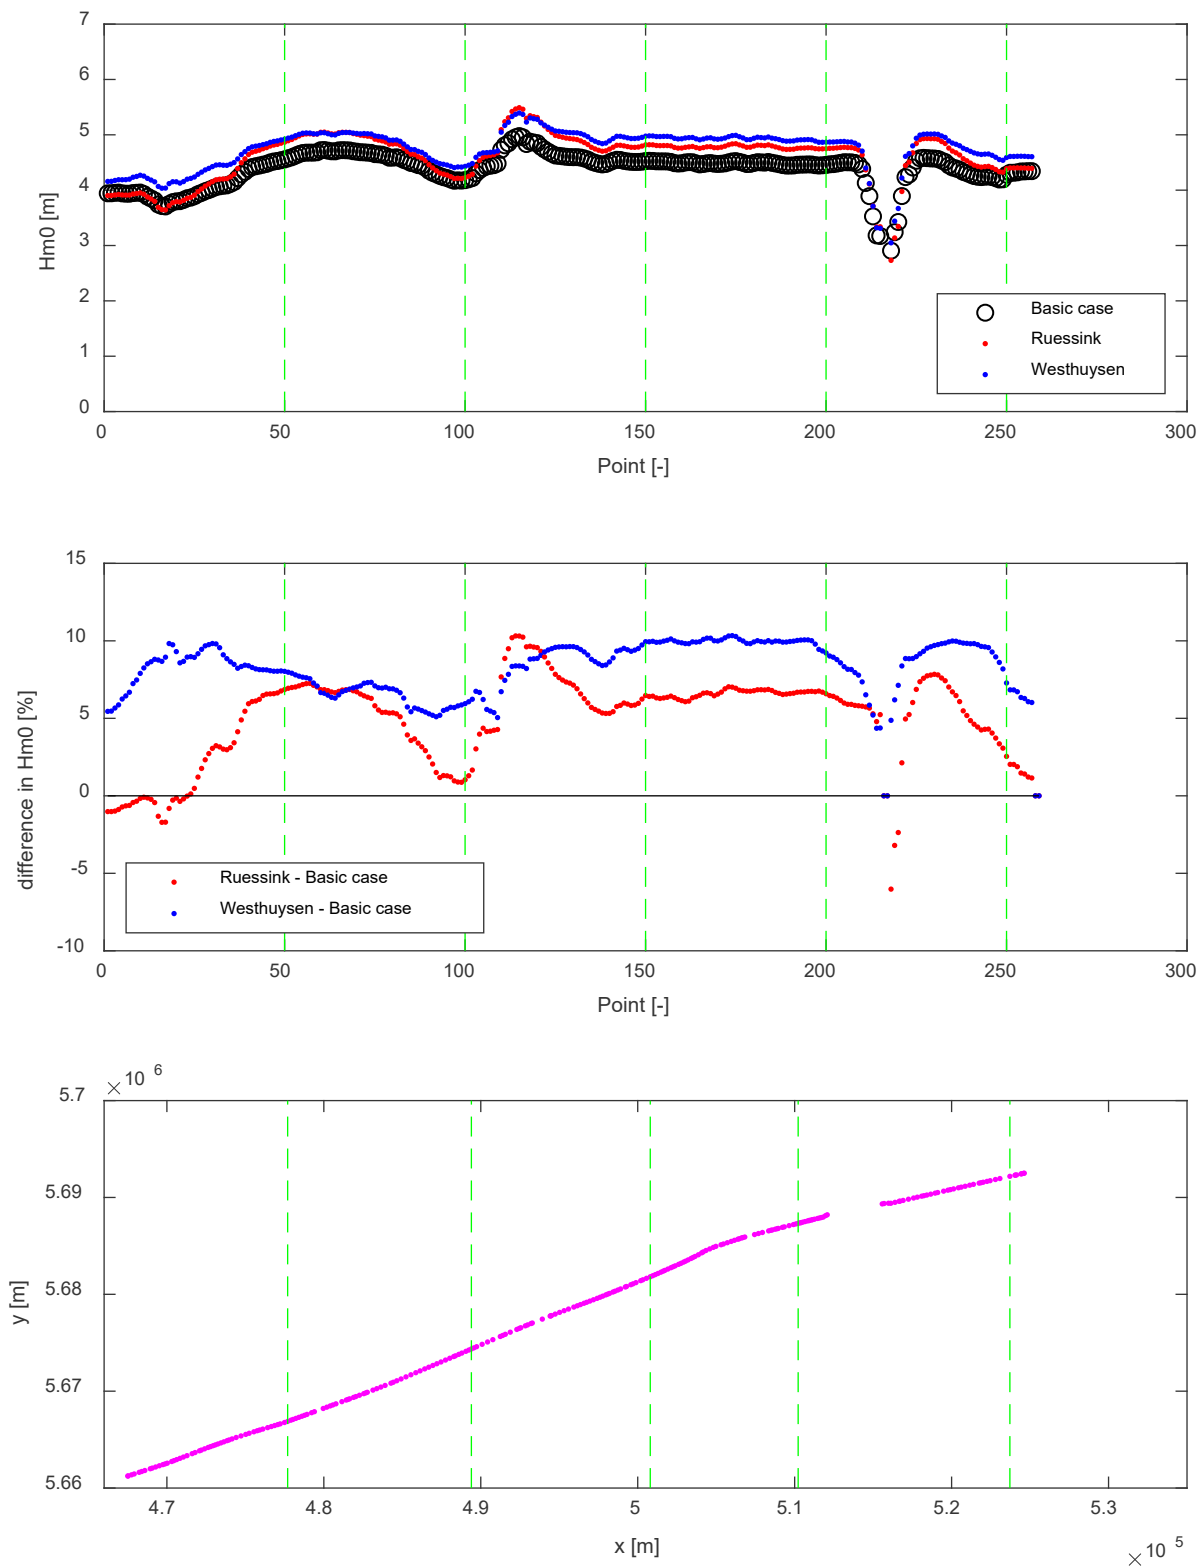 7
6
5
4
3
2
1
0
Hm0 [m]
Basic case
Ruessink
Westhuysen
0 50 100 150 200 250 300
Point [-]
15
10
5
0
-5
-10
difference in Hm0 [%]
Ruessink - Basic case
Westhuysen - Basic case
0 50 100 150 200 250 300
Point [-]
× 10 6
5.7
5.69
5.68
5.67
5.66
y [m]
4.7 4.8 4.9 5 5.1 5.2 5.3
x [m]
× 10 5